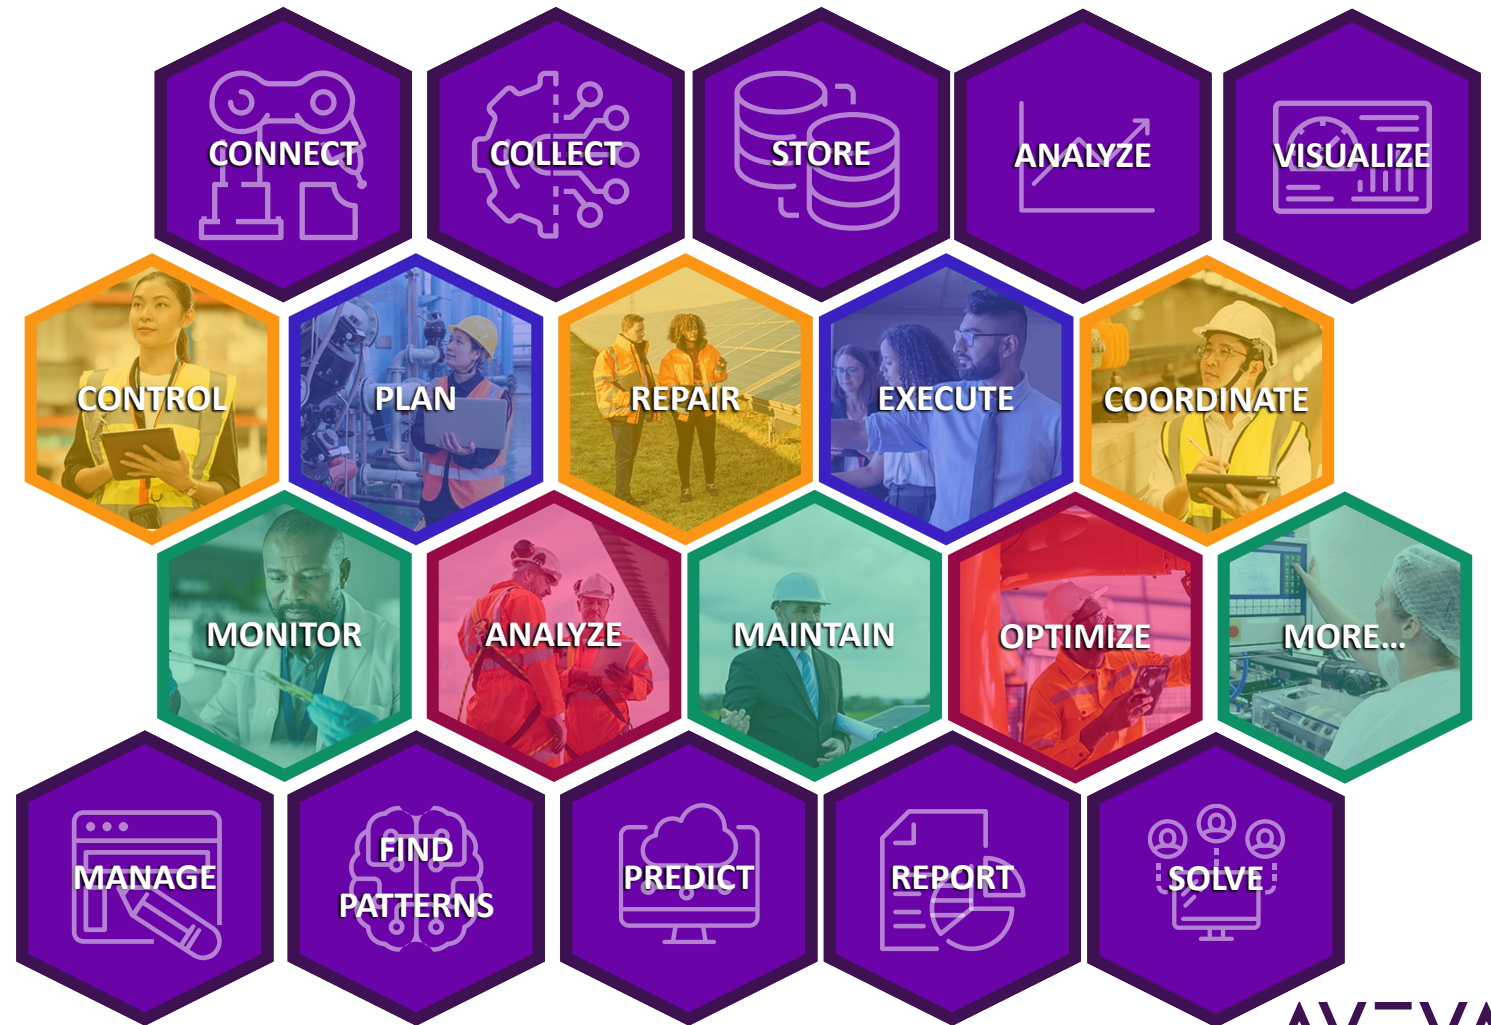 CONNECT
COLLECT
STORE
ANALYZE
VISUALIZE
CONTROL
PLAN
REPAIR
EXECUTE
COORDINATE
MONITOR
ANALYZE
MAINTAIN
OPTIMIZE
MORE...
MANAGE
FIND
PATTERNS
PREDICT
REPORT
SOLVE
AVEVA